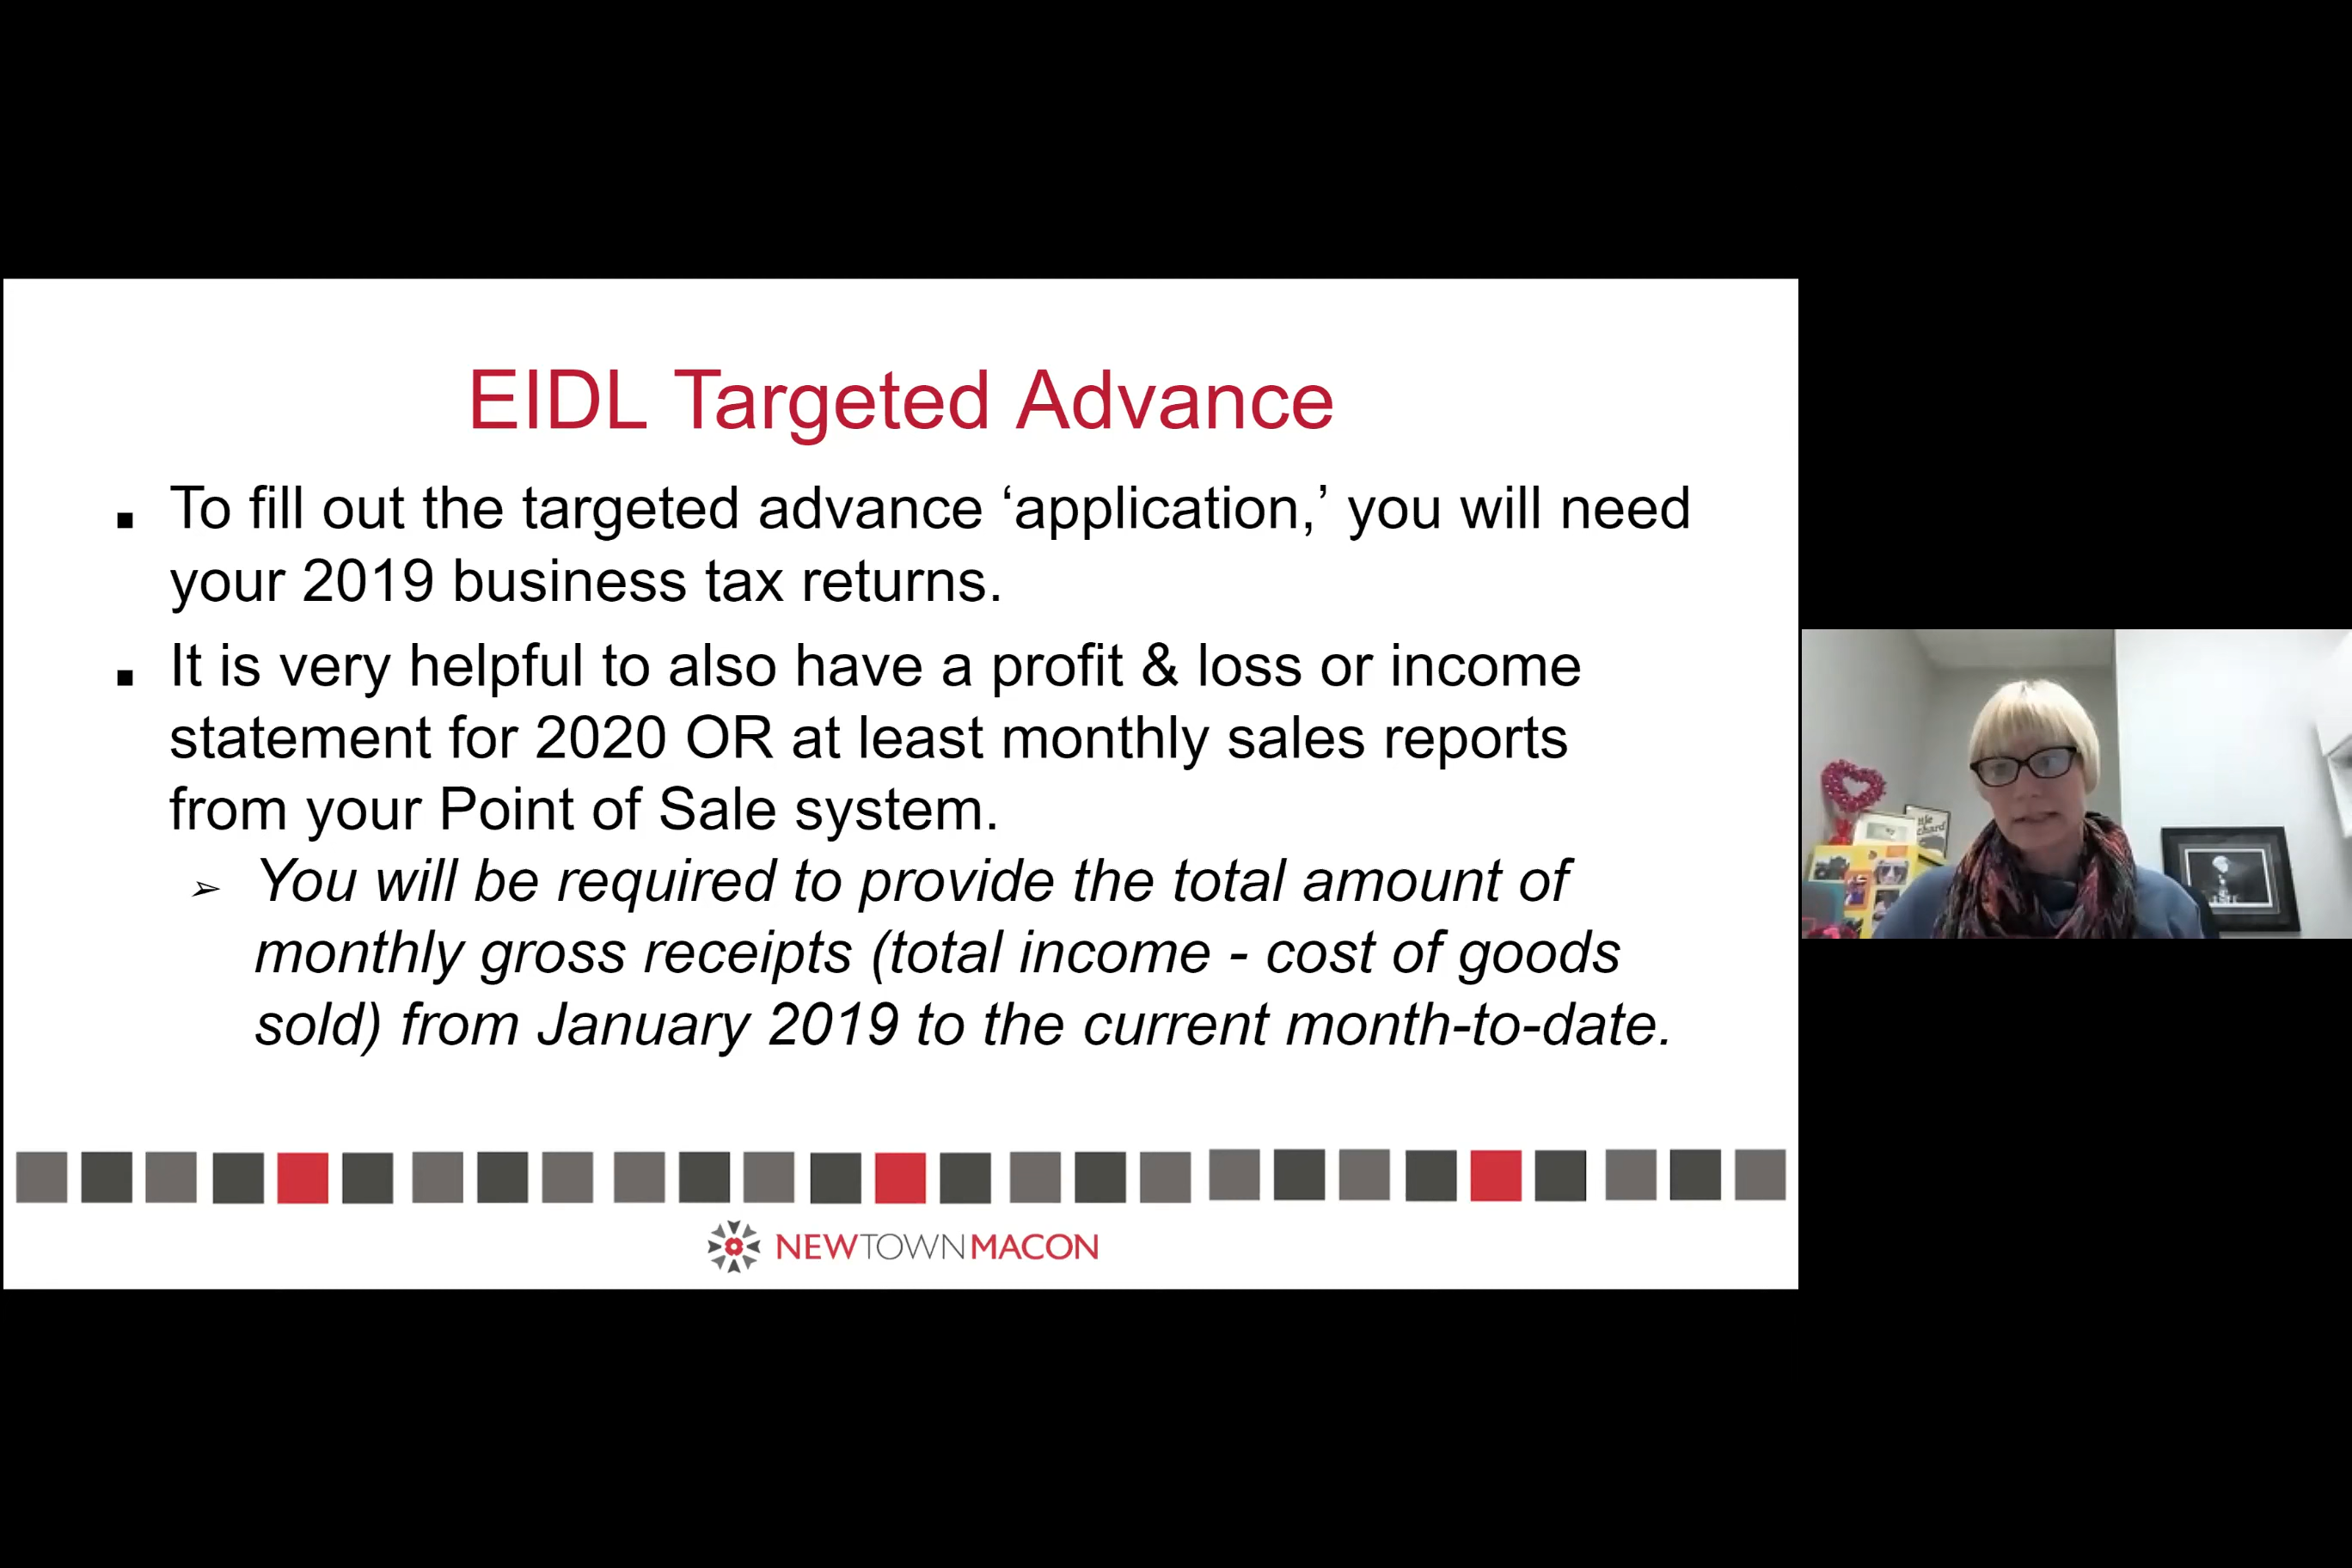 EIDL Targeted Advance
▪ To fill out the targeted advance ‘application,’ you will need
your 2019 business tax returns.
▪ It is very helpful to also have a profit & loss or income
statement for 2020 OR at least monthly sales reports
from your Point of Sale system.
➢ You will be required to provide the total amount of
monthly gross receipts (total income - cost of goods
sold) from January 2019 to the current month-to-date.
NEWTOWNMACON